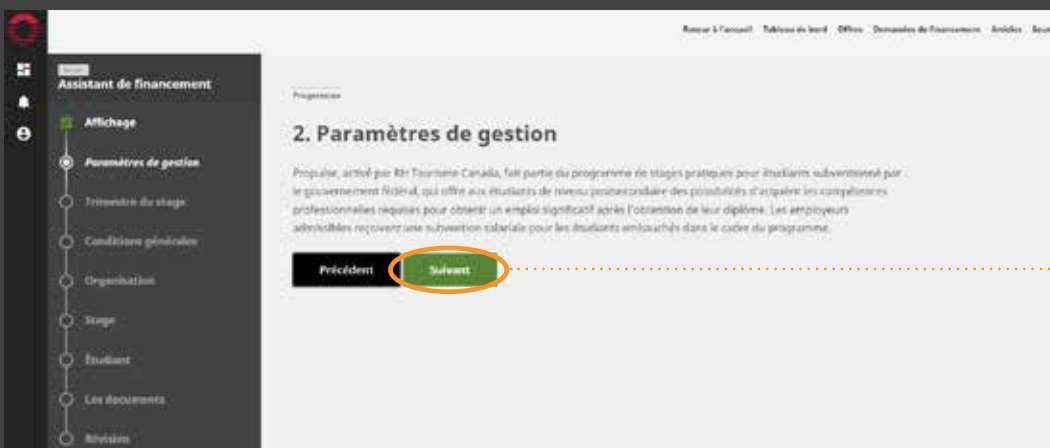 Retour à l'accueil Tableau de bord Offres Demandes de financement Articles
Assistant de financement
Affichage
Paramètres de gestion
Trimestre du stage
Conditions générales
Organisation
Stage
Étudiant
Les documents
Révision
Progression
2. Paramètres de gestion
Propulse, activé par RH Tourisme Canada, fait partie du programme de stages pratiques pour étudiants subventionné par
le gouvernement fédéral, qui offre aux étudiants de niveau postsecondaire des possibilités d'acquérir les compétences
professionnelles requises pour obtenir un emploi significatif après l'obtention de leur diplôme. Les employeurs
admissibles reçoivent une subvention salariale pour les étudiants embauchés dans le cadre du programme.
Précédent Suivant